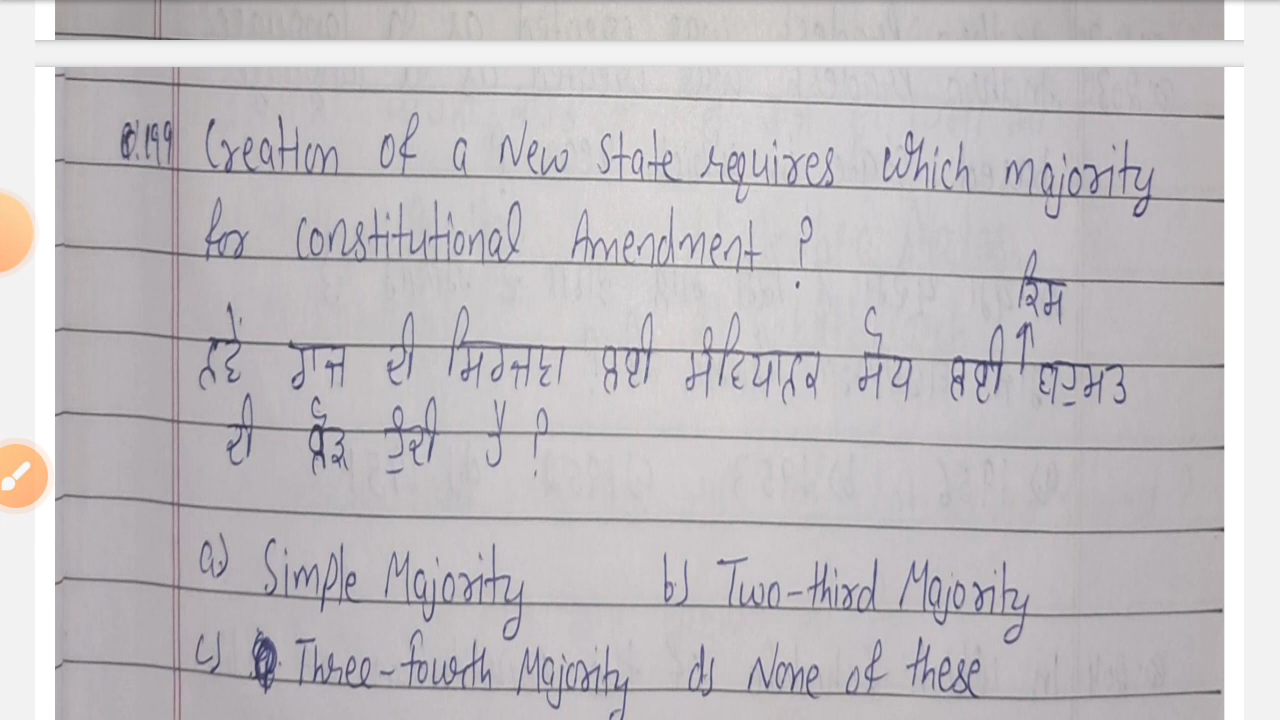 Q.199 Creation of a New State requires which majority
for constitutional Amendment ?
ਕਿਸ
ਨਵੇਂ ਰਾਜ ਦੀ ਸਿਰਜਣਾ ਲਈ ਸੰਵਿਧਾਨਕ ਸੋਧ ਲਈ ਬਹੁਮਤ
ਦੀ ਲੋੜ ਹੁੰਦੀ ਹੈ ?
a) Simple Majority b) Two-third Majority
c) Three-fourth Majority d) None of these